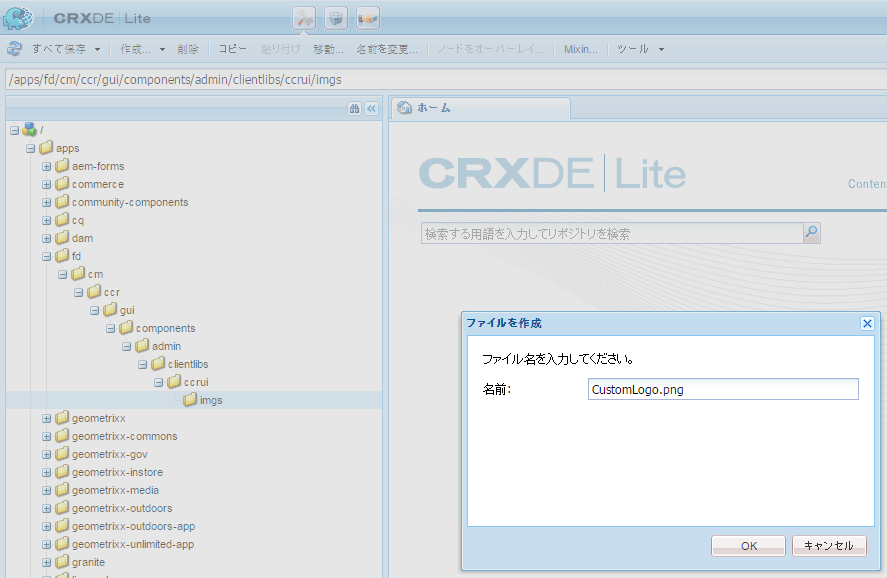 CRXDE | Lite
すべて保存 作成... 削除 コピー 貼り付け 移動... 名前を変更... ノードをオーバーレイ... Mixin... ツール
/apps/fd/cm/ccr/gui/components/admin/clientlibs/ccrui/imgs
/
apps
aem-forms
commerce
community-components
cq
dam
fd
cm
ccr
gui
components
admin
clientlibs
ccrui
imgs
geometrixx
geometrixx-commons
geometrixx-gov
geometrixx-instore
geometrixx-media
geometrixx-outdoors
geometrixx-outdoors-app
geometrixx-unlimited-app
granite
ホーム
CRXDE | Lite
Conten
検索する用語を入力してリポジトリを検索
ファイルを作成
ファイル名を入力してください。
名前: CustomLogo.png
OK キャンセル